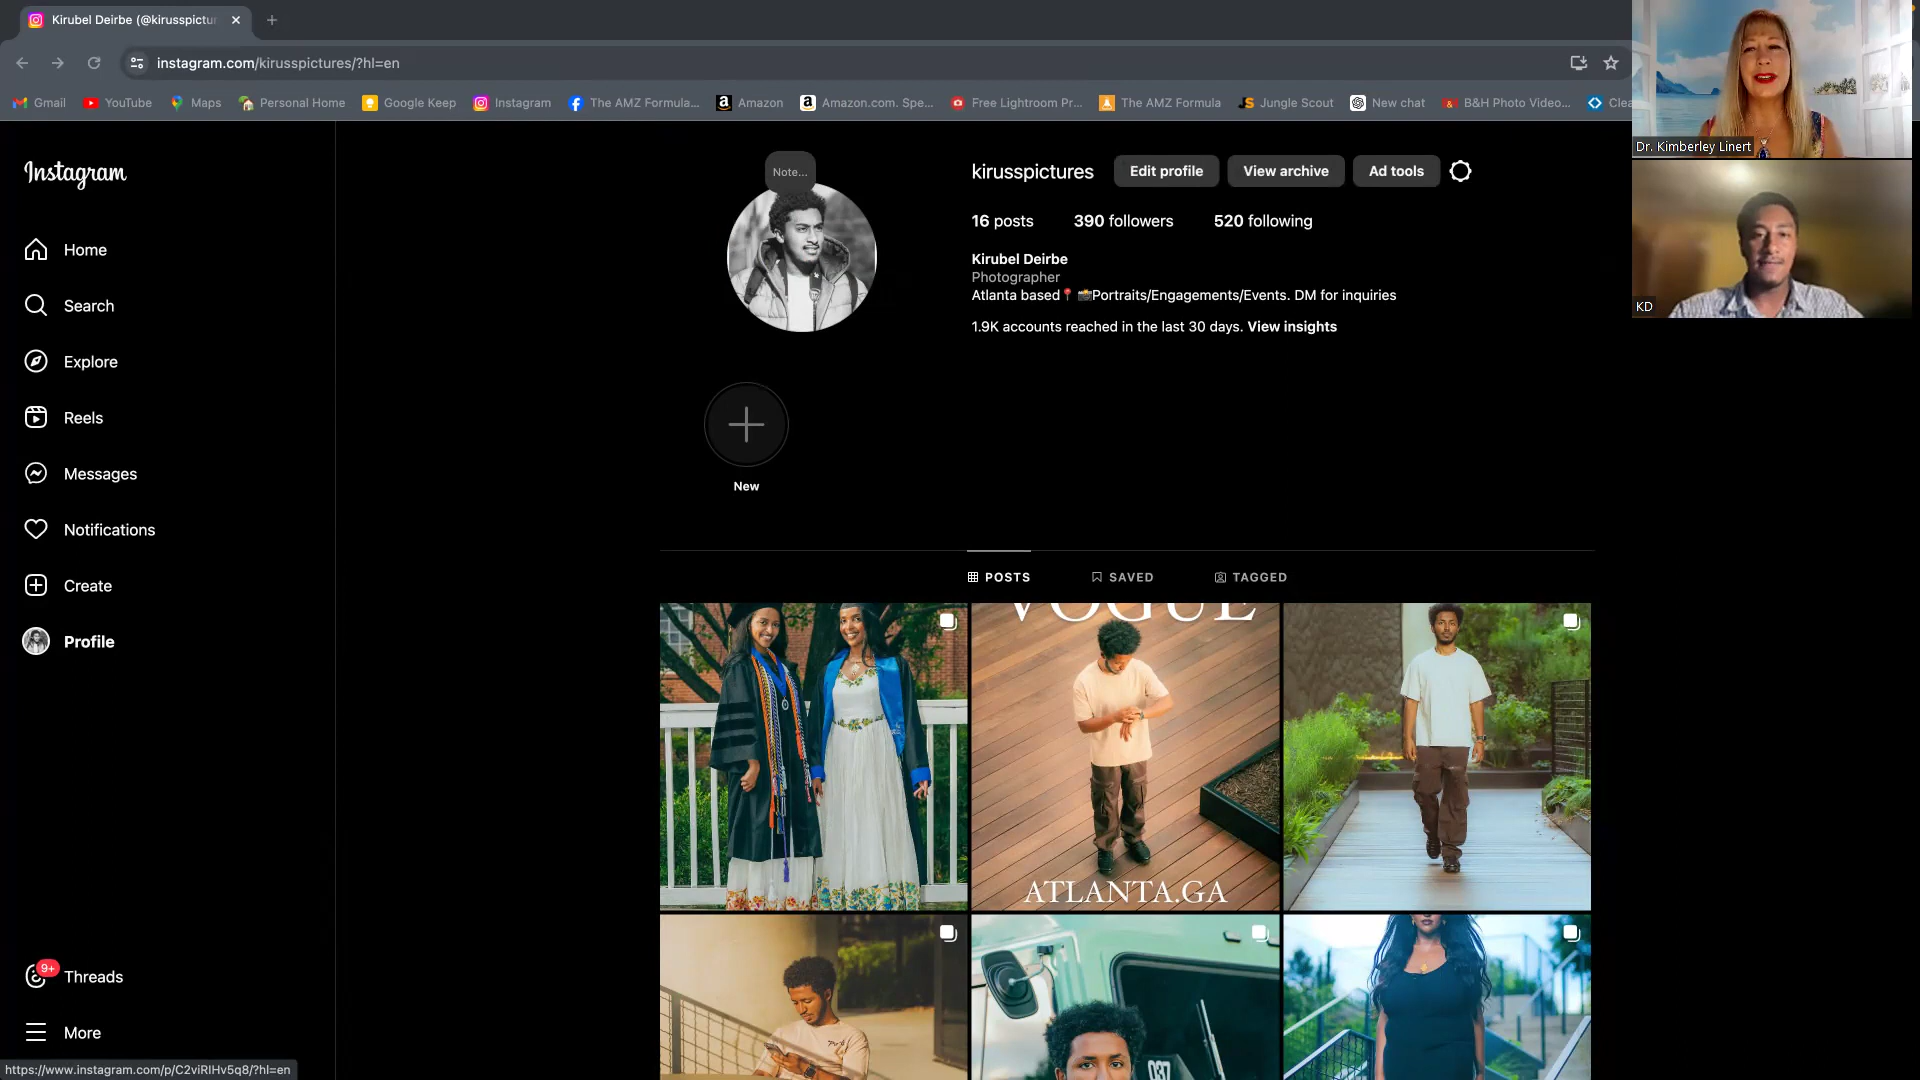 Kirubel Deirbe (@kirusspictur
instagram.com/kirusspictures/?hl=en
Gmail
YouTube
Maps
Personal Home
Google Keep
Instagram
The AMZ Formula...
Amazon
Amazon.com. Spe...
Free Lightroom Pr...
The AMZ Formula
Jungle Scout
New chat
B&H Photo Video...
Clea
Dr. Kimberley Linert
KD
Instagram
Home
Search
Explore
Reels
Messages
Notifications
Create
Profile
9+
Threads
More
https://www.instagram.com/p/C2viRlHv5q8/?hl=en
Note...
kirusspictures
Edit profile
View archive
Ad tools
16 posts
390 followers
520 following
Kirubel Deirbe
Photographer
Atlanta based📍 📸Portraits/Engagements/Events. DM for inquiries
1.9K accounts reached in the last 30 days. View insights
New
POSTS
SAVED
TAGGED
VOGUE
ATLANTA.GA
037